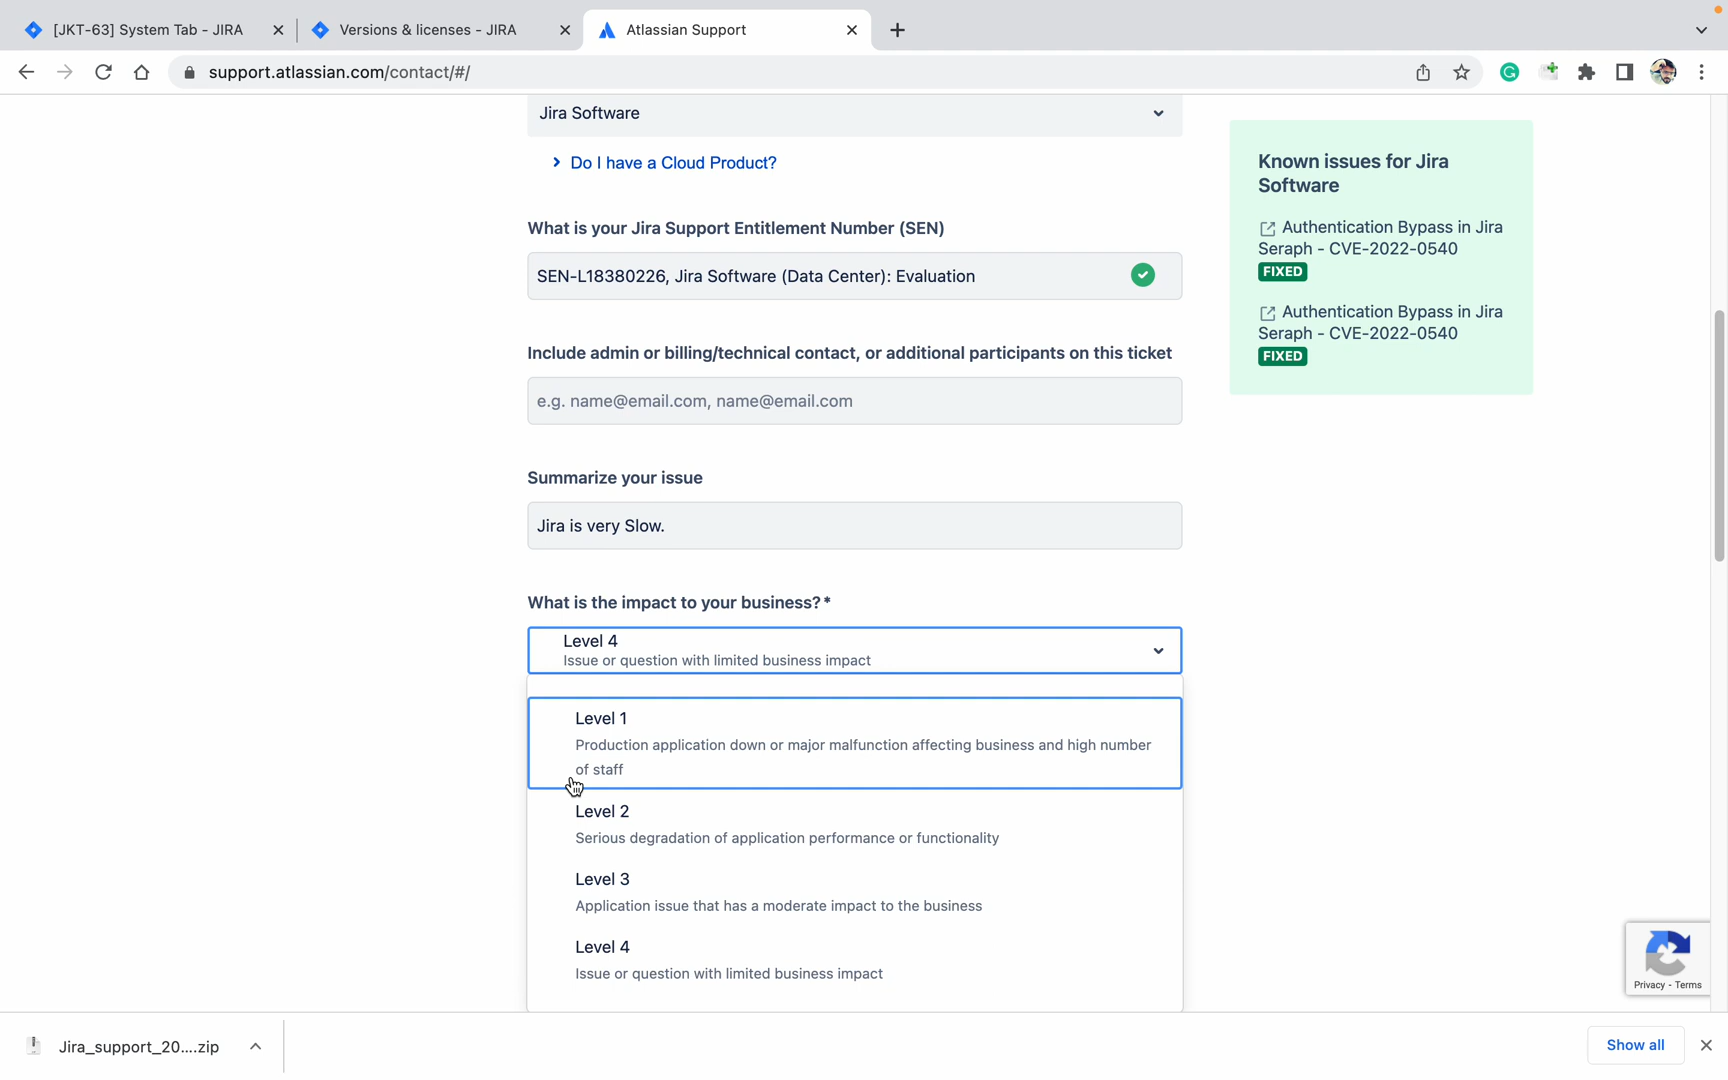 [JKT-63] System Tab - JIRA
Versions & licenses - JIRA
Atlassian Support
support.atlassian.com/contact/#/
Jira Software
Do I have a Cloud Product?
What is your Jira Support Entitlement Number (SEN)
SEN-L18380226, Jira Software (Data Center): Evaluation
Include admin or billing/technical contact, or additional participants on this ticket
e.g. name@email.com, name@email.com
Summarize your issue
Jira is very Slow.
What is the impact to your business?*
Level 4
Issue or question with limited business impact
Level 1
Production application down or major malfunction affecting business and high number
of staff
Level 2
Serious degradation of application performance or functionality
Level 3
Application issue that has a moderate impact to the business
Level 4
Issue or question with limited business impact
Known issues for Jira
Software
Authentication Bypass in Jira
Seraph - CVE-2022-0540
FIXED
Authentication Bypass in Jira
Seraph - CVE-2022-0540
FIXED
Privacy - Terms
Jira_support_20....zip
Show all